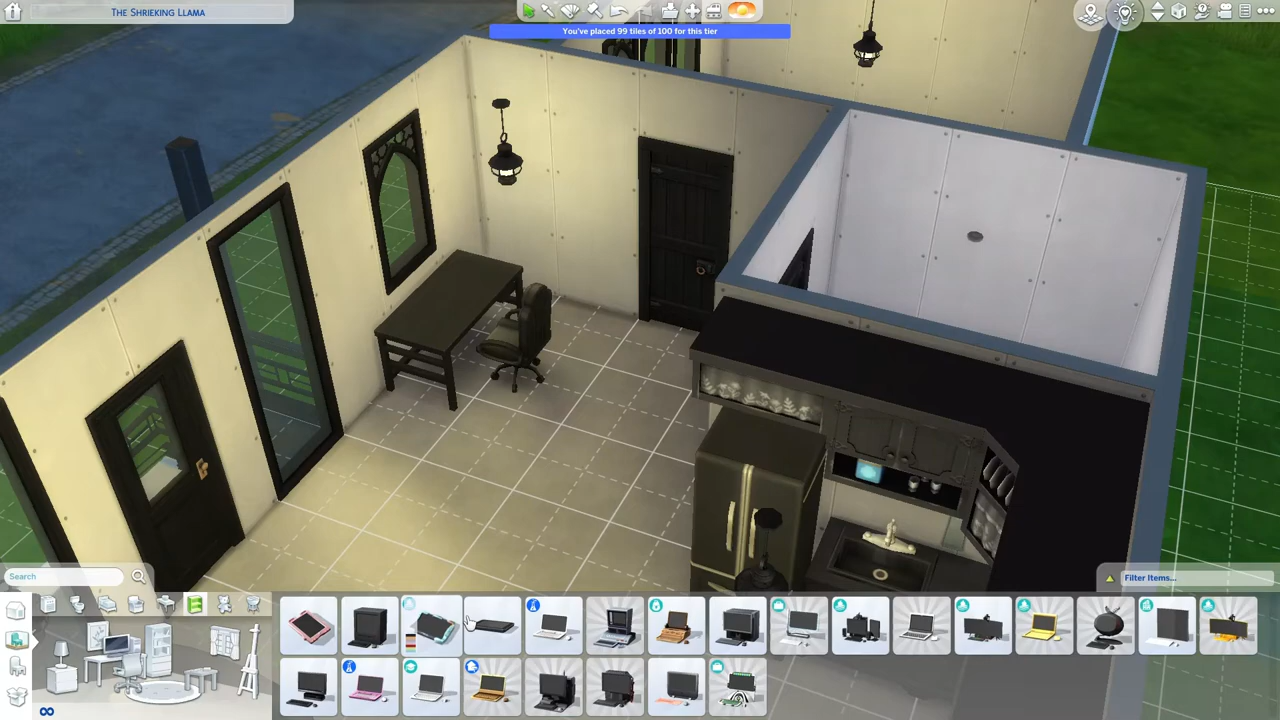 The Shrieking Llama
You've placed 99 tiles of 100 for this tier
Search
Filter Items...